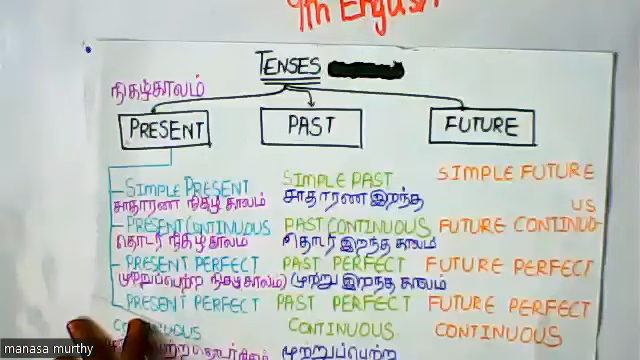 9th English
TENSES
நிகழ்காலம்
PRESENT PAST FUTURE
SIMPLE PRESENT SIMPLE PAST SIMPLE FUTURE
சாதாரண நிகழ் காலம் சாதாரண இறந்த
PRESENT CONTINUOUS PAST CONTINUOUS FUTURE CONTINUOUS
தொடர் நிகழ் காலம் தொடர் இறந்த காலம்
PRESENT PERFECT PAST PERFECT FUTURE PERFECT
முற்றுப்பெற்ற நிகழ் காலம் (முற்று இறந்த காலம்
PRESENT PERFECT PAST PERFECT FUTURE PERFECT
CONTINUOUS CONTINUOUS
முற்றுப்பெற்ற
manasa murthy